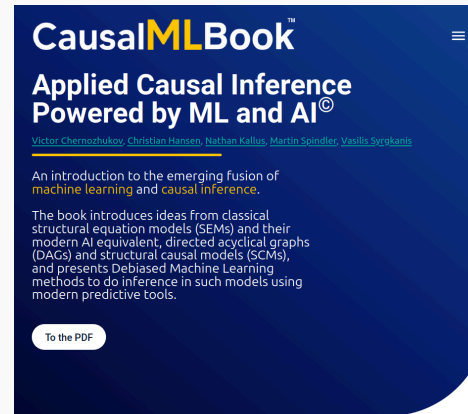 CausalMLBook™
Applied Causal Inference
Powered by ML and AI©
Victor Chernozhukov, Christian Hansen, Nathan Kallus, Martin Spindler, Vasilis Syrgkanis
An introduction to the emerging fusion of
machine learning and causal inference.
The book introduces ideas from classical
structural equation models (SEMs) and their
modern AI equivalent, directed acyclical graphs
(DAGs) and structural causal models (SCMs),
and presents Debiased Machine Learning
methods to do inference in such models using
modern predictive tools.
To the PDF